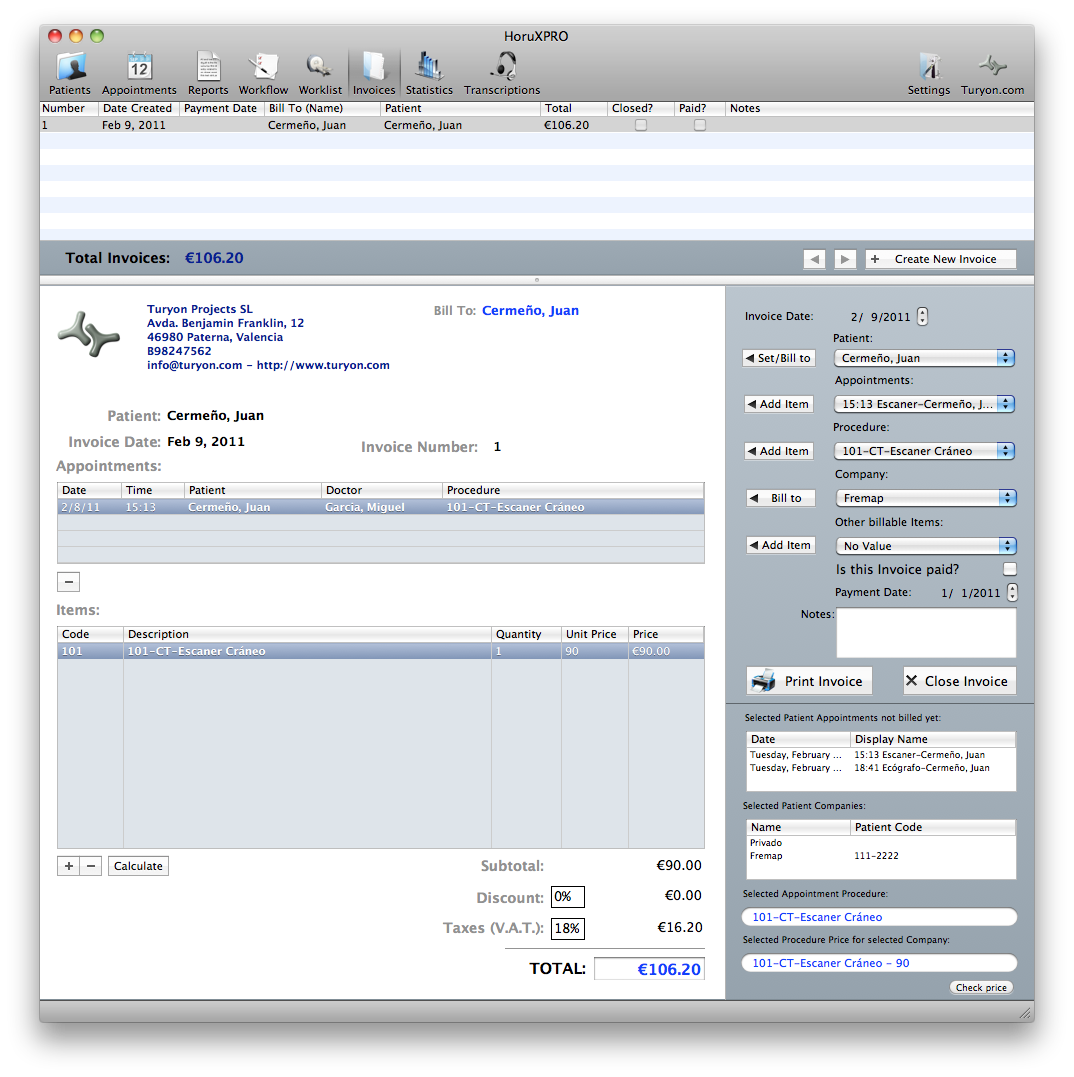 HoruXPRO
Patients Appointments Reports Workflow Worklist Invoices Statistics Transcriptions Settings Turyon.com
12
Number Date Created Payment Date Bill To (Name) Patient Total Closed? Paid? Notes
1 Feb 9, 2011 Cermeño, Juan Cermeño, Juan €106.20
Total Invoices: €106.20
+ Create New Invoice
Turyon Projects SL
Avda. Benjamin Franklin, 12
46980 Paterna, Valencia
B98247562
info@turyon.com - http://www.turyon.com
Bill To: Cermeño, Juan
Patient: Cermeño, Juan
Invoice Date: Feb 9, 2011
Invoice Number: 1
Appointments:
Date Time Patient Doctor Procedure
2/8/11 15:13 Cermeño, Juan Garcia, Miguel 101-CT-Escaner Cráneo
−
Items:
Code Description Quantity Unit Price Price
101 101-CT-Escaner Cráneo 1 90 €90.00
+ − Calculate
Subtotal: €90.00
Discount: 0% €0.00
Taxes (V.A.T.): 18% €16.20
TOTAL: €106.20
Invoice Date: 2/ 9/2011
Patient:
Set/Bill to Cermeño, Juan
Appointments:
Add Item 15:13 Escaner-Cermeño, J...
Procedure:
Add Item 101-CT-Escaner Cráneo
Company:
Bill to Fremap
Other billable Items:
Add Item No Value
Is this Invoice paid?
Payment Date: 1/ 1/2011
Notes:
Print Invoice X Close Invoice
Selected Patient Appointments not billed yet:
Date Display Name
Tuesday, February ... 15:13 Escaner-Cermeño, Juan
Tuesday, February ... 18:41 Ecógrafo-Cermeño, Juan
Selected Patient Companies:
Name Patient Code
Privado
Fremap 111-2222
Selected Appointment Procedure:
101-CT-Escaner Cráneo
Selected Procedure Price for selected Company:
101-CT-Escaner Cráneo - 90
Check price